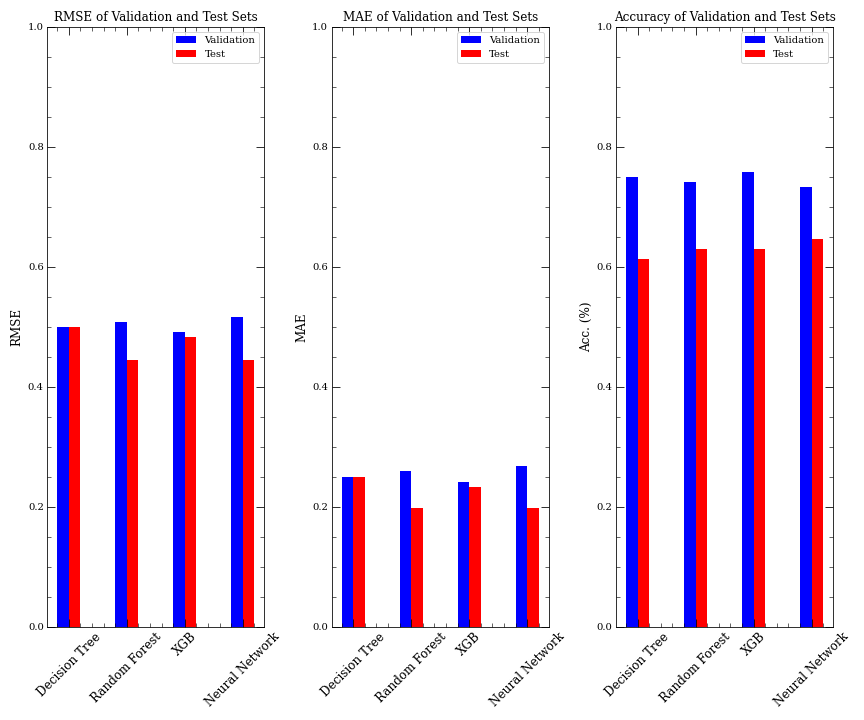 RMSE of Validation and Test Sets
1.0
0.8
0.6
0.4
0.2
0.0
RMSE
Validation
Test
Decision Tree
Random Forest
XGB
Neural Network
MAE of Validation and Test Sets
1.0
0.8
0.6
0.4
0.2
0.0
MAE
Validation
Test
Decision Tree
Random Forest
XGB
Neural Network
Accuracy of Validation and Test Sets
1.0
0.8
0.6
0.4
0.2
0.0
Acc. (%)
Validation
Test
Decision Tree
Random Forest
XGB
Neural Network